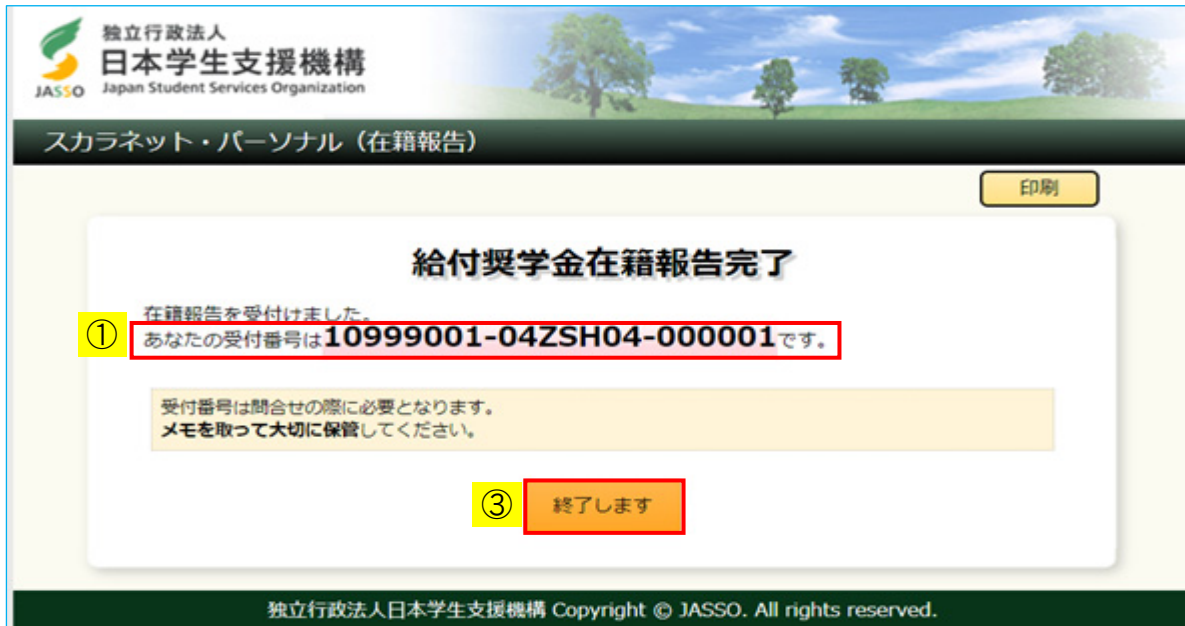 独立行政法人
日本学生支援機構
JASSO Japan Student Services Organization
スカラネット・パーソナル（在籍報告）
印刷
給付奨学金在籍報告完了
在籍報告を受付けました。
① あなたの受付番号は10999001-04ZSH04-000001です。
受付番号は問合せの際に必要となります。
メモを取って大切に保管してください。
③ 終了します
独立行政法人日本学生支援機構 Copyright © JASSO. All rights reserved.